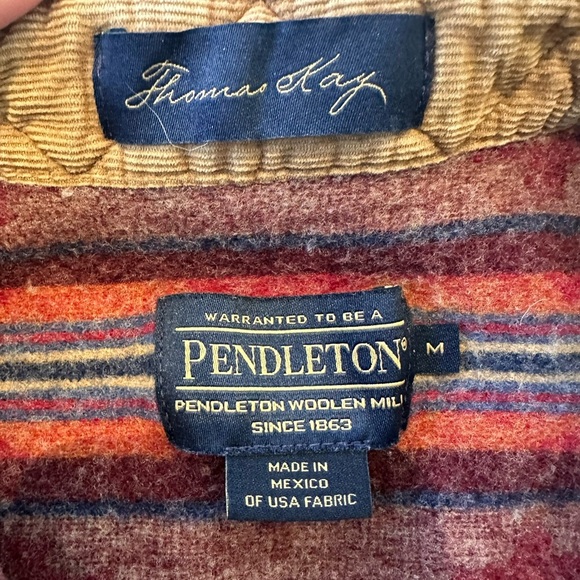 Thomas Kay
WARRANTED TO BE A
PENDLETON®
M
PENDLETON WOOLEN MILLS
SINCE 1863
MADE IN
MEXICO
OF USA FABRIC